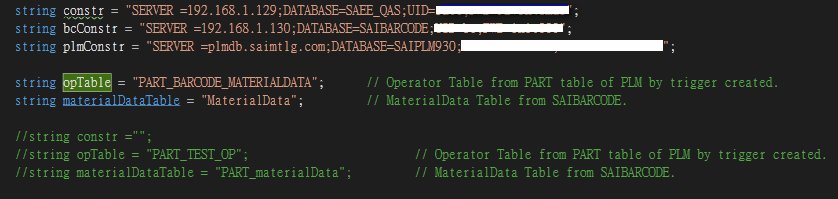 string constr = "SERVER =192.168.1.129;DATABASE=SAEE_QAS;UID=";
string bcConstr = "SERVER =192.168.1.130;DATABASE=SAIBARCODE;";
string plmConstr = "SERVER =plmdb.saimtlg.com;DATABASE=SAIPLM930;";
string opTable = "PART_BARCODE_MATERIALDATA"; // Operator Table from PART table of PLM by trigger created.
string materialDataTable = "MaterialData"; // MaterialData Table from SAIBARCODE.
//string constr ="";
//string opTable = "PART_TEST_OP"; // Operator Table from PART table of PLM by trigger created.
//string materialDataTable = "PART_materialData"; // MaterialData Table from SAIBARCODE.